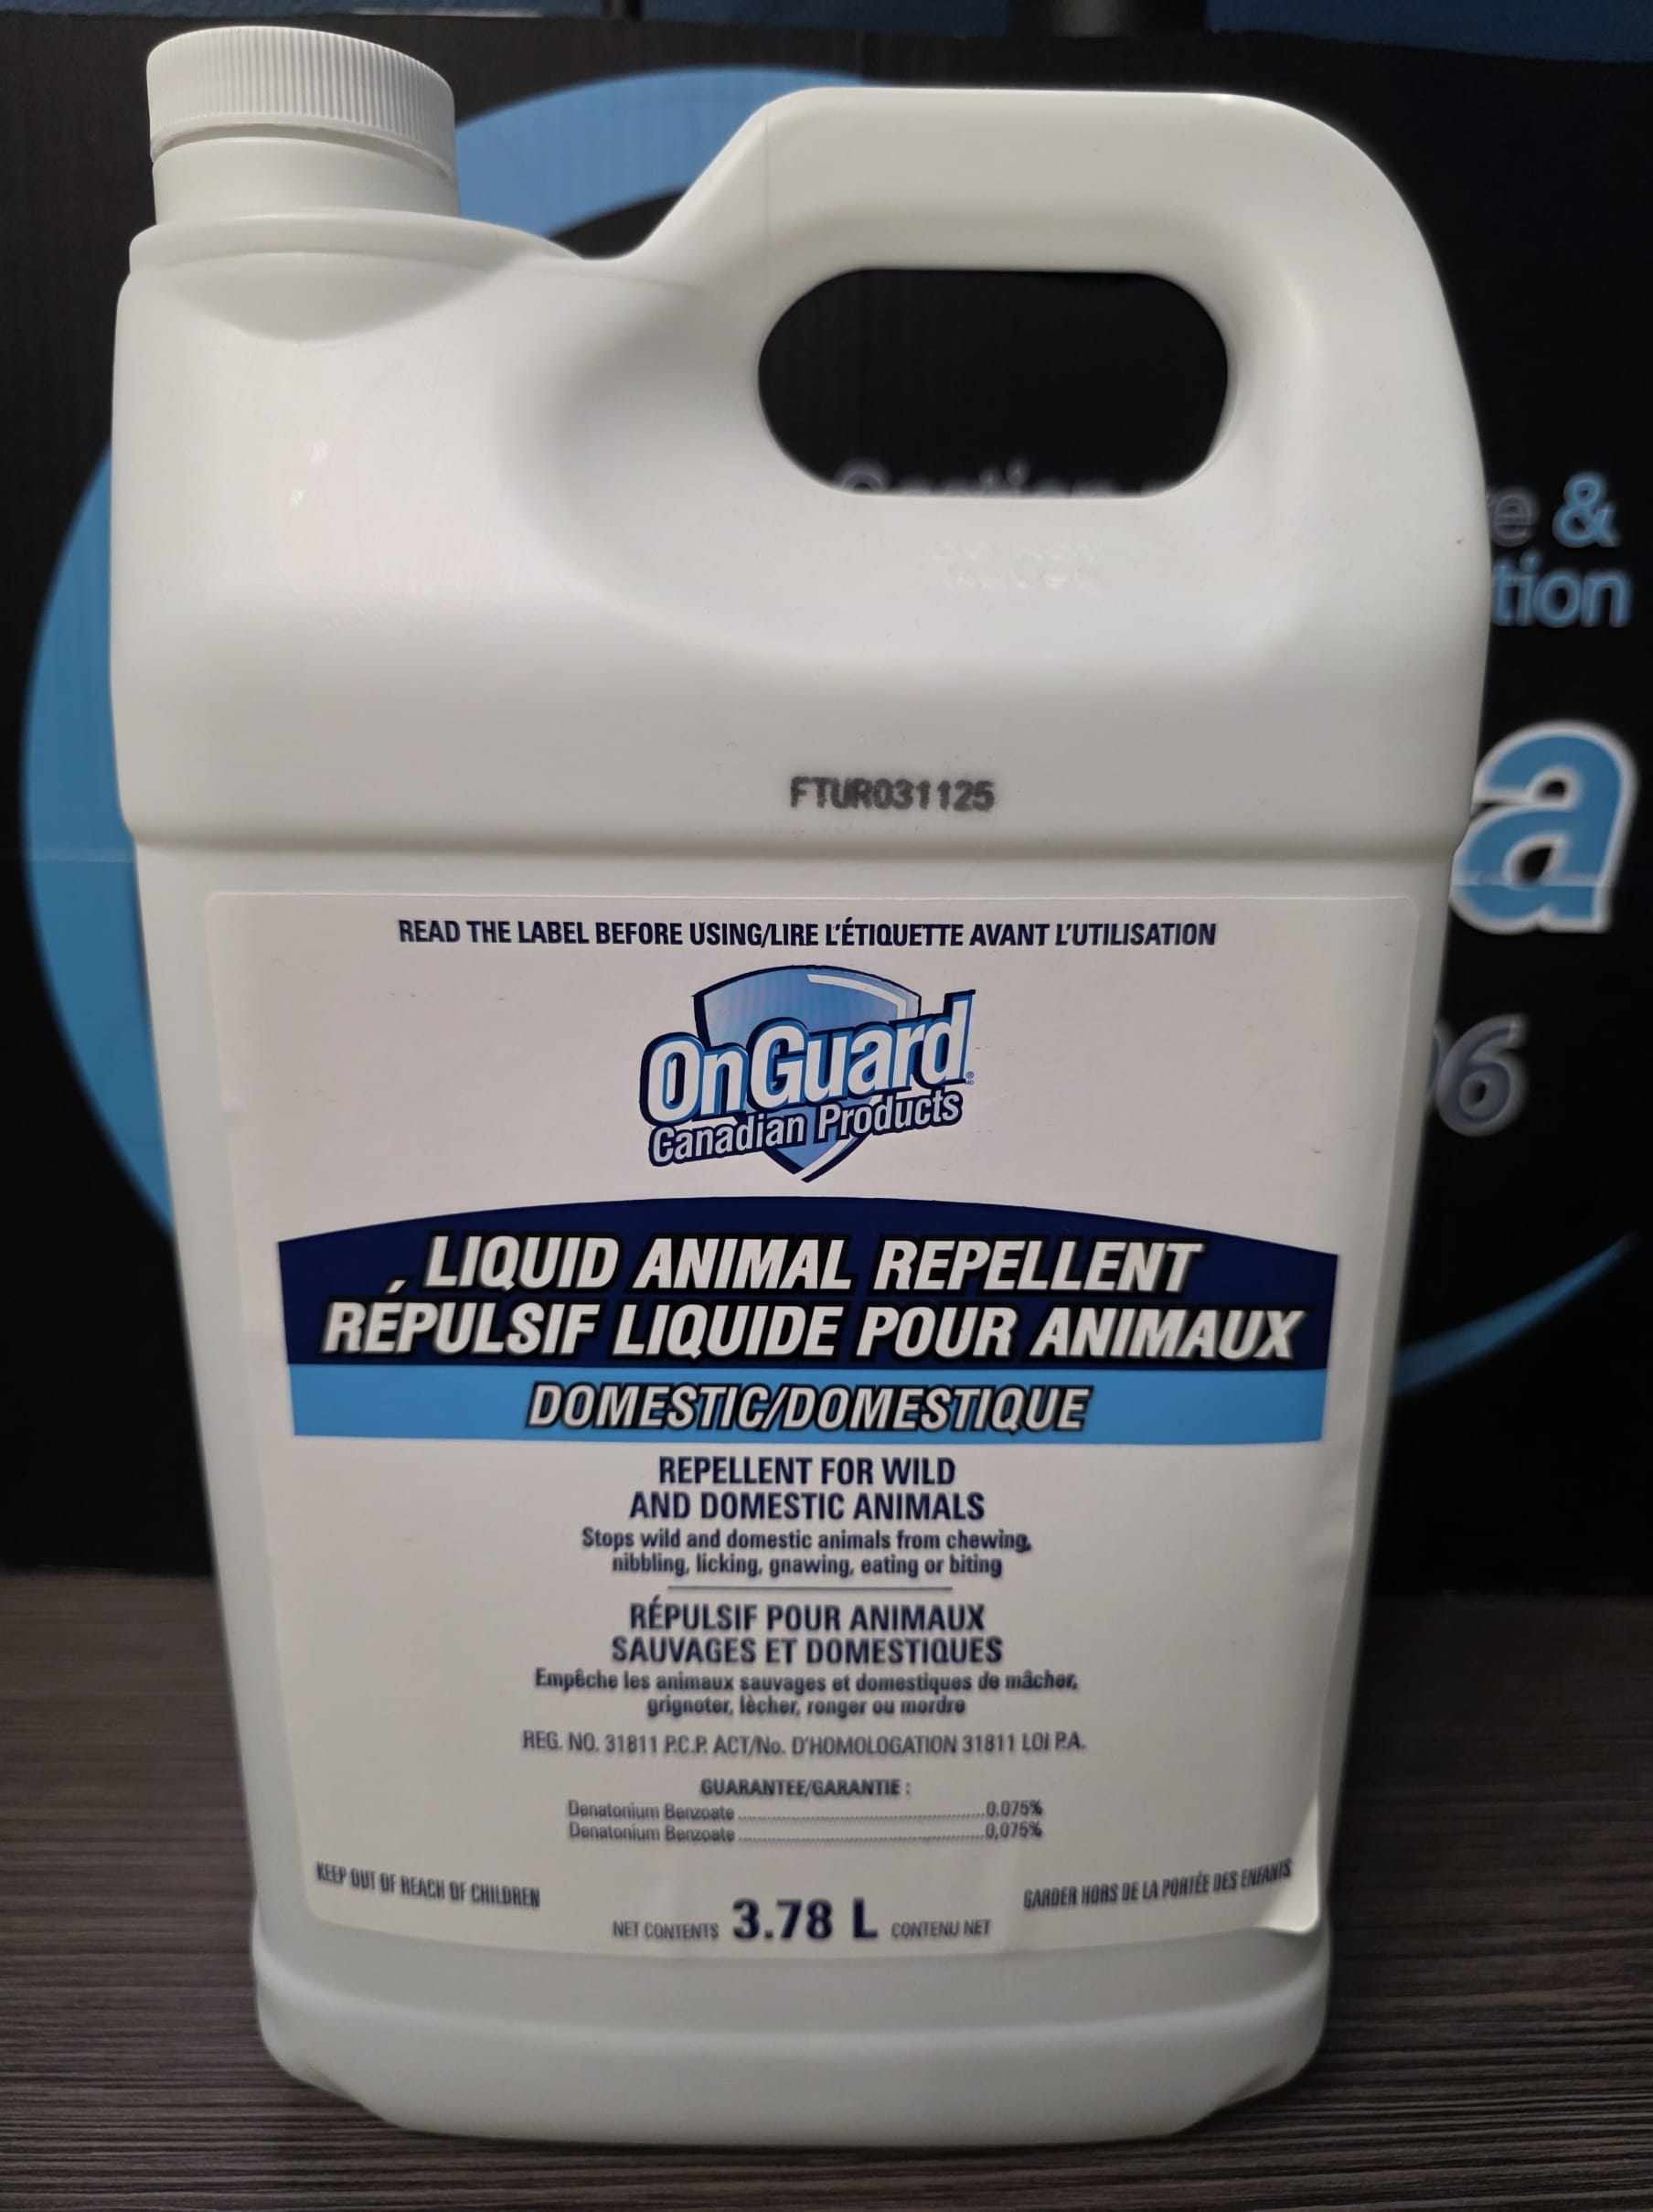 e &
tion
a
6
FTUR031125
READ THE LABEL BEFORE USING/LIRE L'ÉTIQUETTE AVANT L'UTILISATION
OnGuard®
Canadian Products
LIQUID ANIMAL REPELLENT
RÉPULSIF LIQUIDE POUR ANIMAUX
DOMESTIC/DOMESTIQUE
REPELLENT FOR WILD
AND DOMESTIC ANIMALS
Stops wild and domestic animals from chewing,
nibbling, licking, gnawing, eating or biting
RÉPULSIF POUR ANIMAUX
SAUVAGES ET DOMESTIQUES
Empêche les animaux sauvages et domestiques de mâcher,
grignoter, lècher, ronger ou mordre
REG. NO. 31811 P.C.P. ACT/No. D'HOMOLOGATION 31811 LOI P.A.
GUARANTEE/GARANTIE :
Denatonium Benzoate ........ 0.075%
Denatonium Benzoate ........ 0,075%
KEEP OUT OF REACH OF CHILDREN
GARDER HORS DE LA PORTÉE DES ENFANTS
NET CONTENTS 3.78 L CONTENU NET